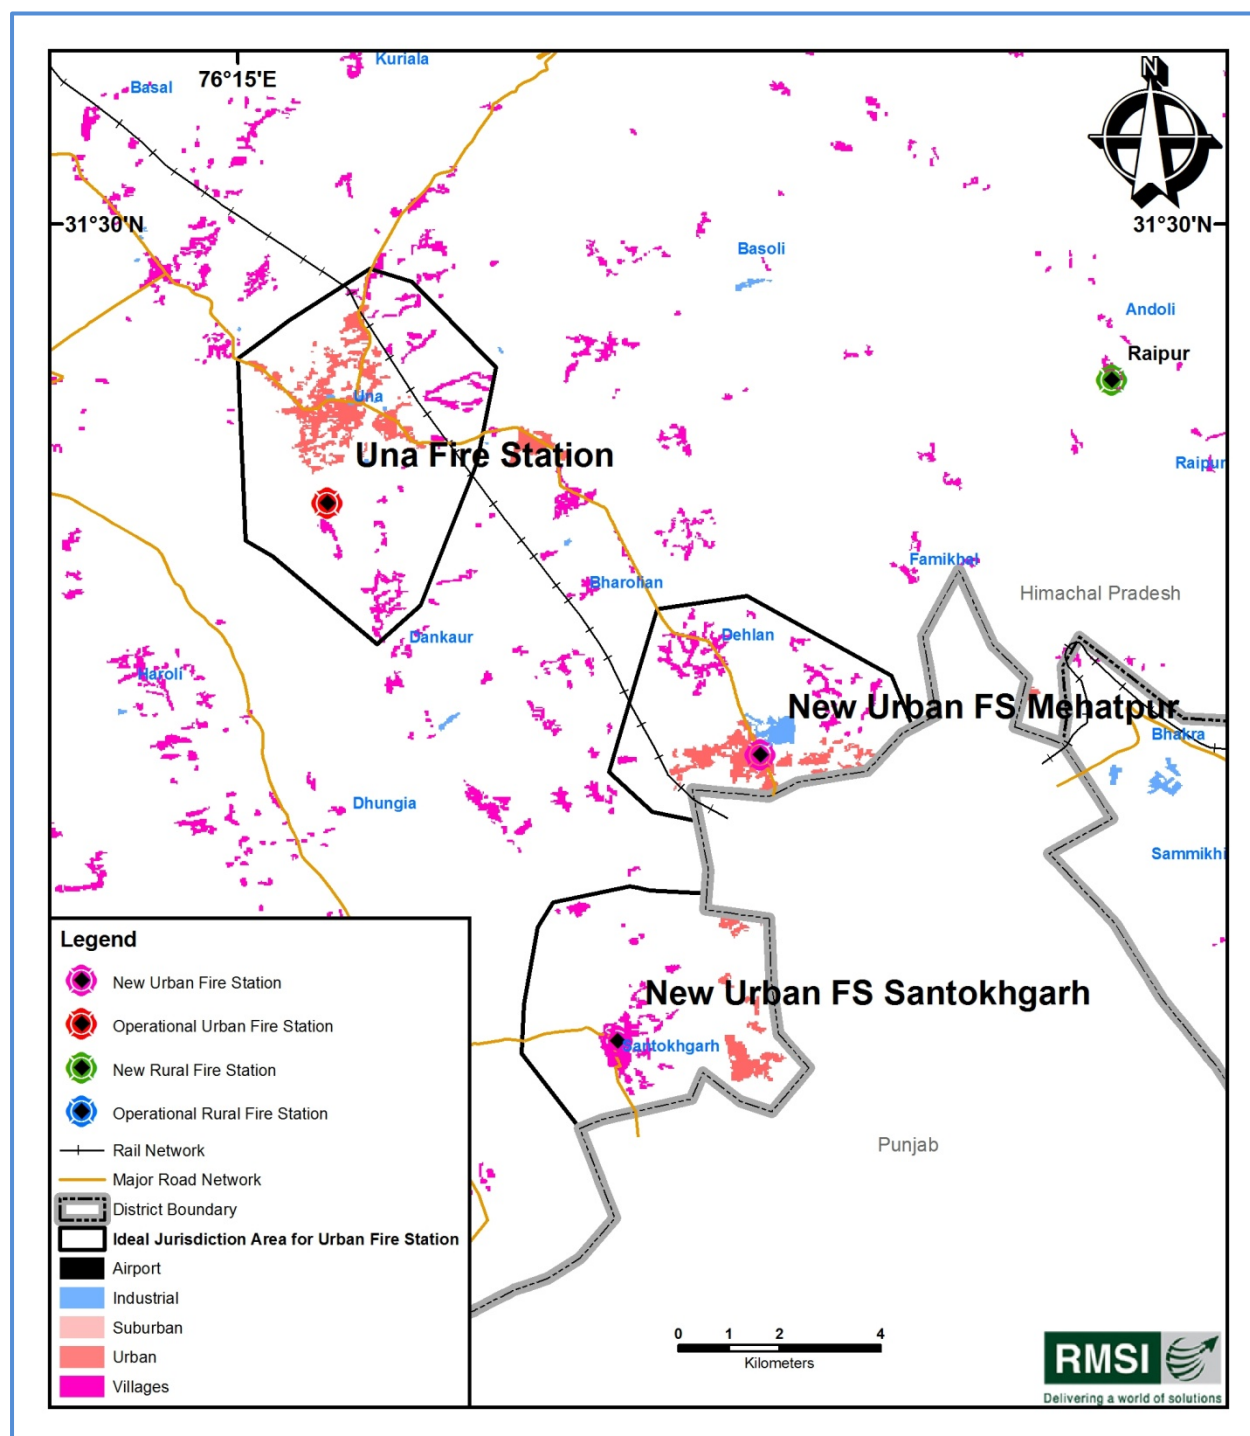 Kuriala
76°15'E
Basal
N
31°30'N
31°30'N
Basoli
Andoli
Raipur
Una
Una Fire Station
Raipur
Famikhal
Bharolian
Himachal Pradesh
Dankaur
Dehlan
Haroli
New Urban FS Mehatpur
Bhakra
Dhungia
Sammikhi
New Urban FS Santokhgarh
Santokhgarh
Punjab
Legend
New Urban Fire Station
Operational Urban Fire Station
New Rural Fire Station
Operational Rural Fire Station
Rail Network
Major Road Network
District Boundary
Ideal Jurisdiction Area for Urban Fire Station
Airport
Industrial
Suburban
Urban
Villages
0 1 2 4
Kilometers
RMSI
Delivering a world of solutions